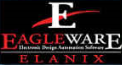 E
EAGLEWARE
Electronic Design Automation Software
ELANIX